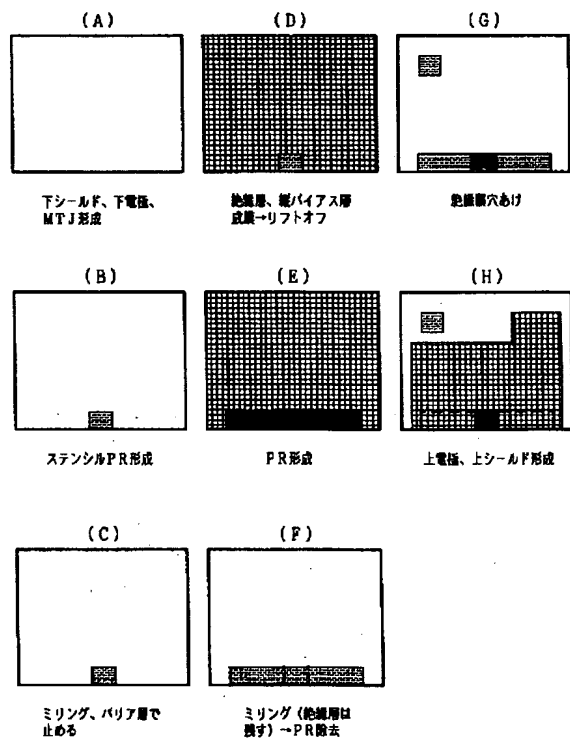 (A)
下シールド、下電極、
MTJ形成
(B)
ステンシルPR形成
(C)
ミリング、バリア層で
止める
(D)
絶縁層、縦バイアス層
成膜→リフトオフ
(E)
PR形成
(F)
ミリング(絶縁層は
残す)→PR除去
(G)
絶縁膜穴あけ
(H)
上電極、上シールド形成